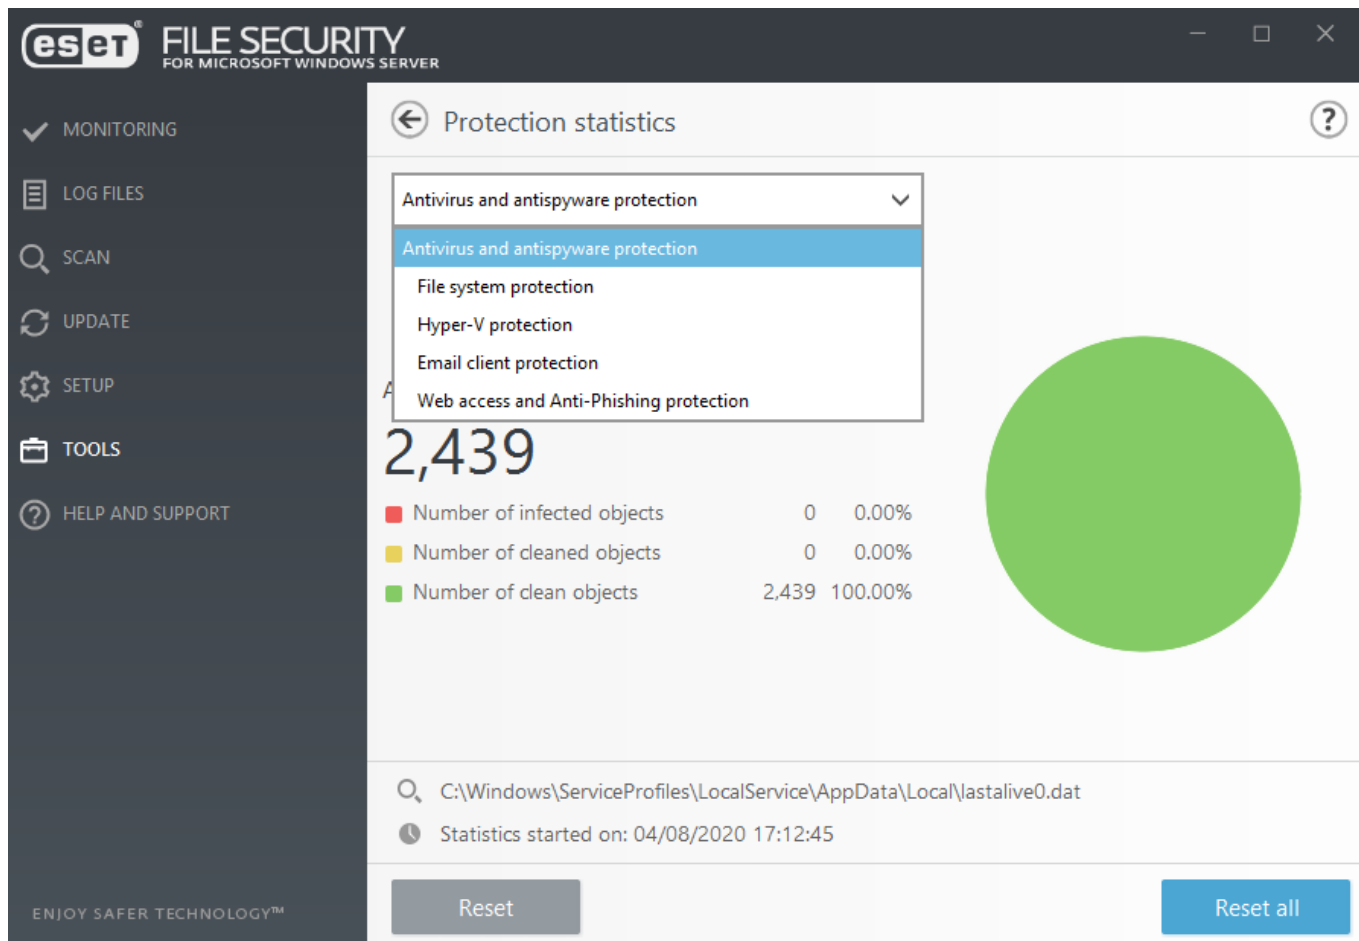 eset® FILE SECURITY
FOR MICROSOFT WINDOWS SERVER
MONITORING
LOG FILES
SCAN
UPDATE
SETUP
TOOLS
HELP AND SUPPORT
ENJOY SAFER TECHNOLOGY™
Protection statistics
?
Antivirus and antispyware protection
Antivirus and antispyware protection
File system protection
Hyper-V protection
Email client protection
Web access and Anti-Phishing protection
2,439
Number of infected objects 0 0.00%
Number of cleaned objects 0 0.00%
Number of clean objects 2,439 100.00%
C:\Windows\ServiceProfiles\LocalService\AppData\Local\lastalive0.dat
Statistics started on: 04/08/2020 17:12:45
Reset
Reset all